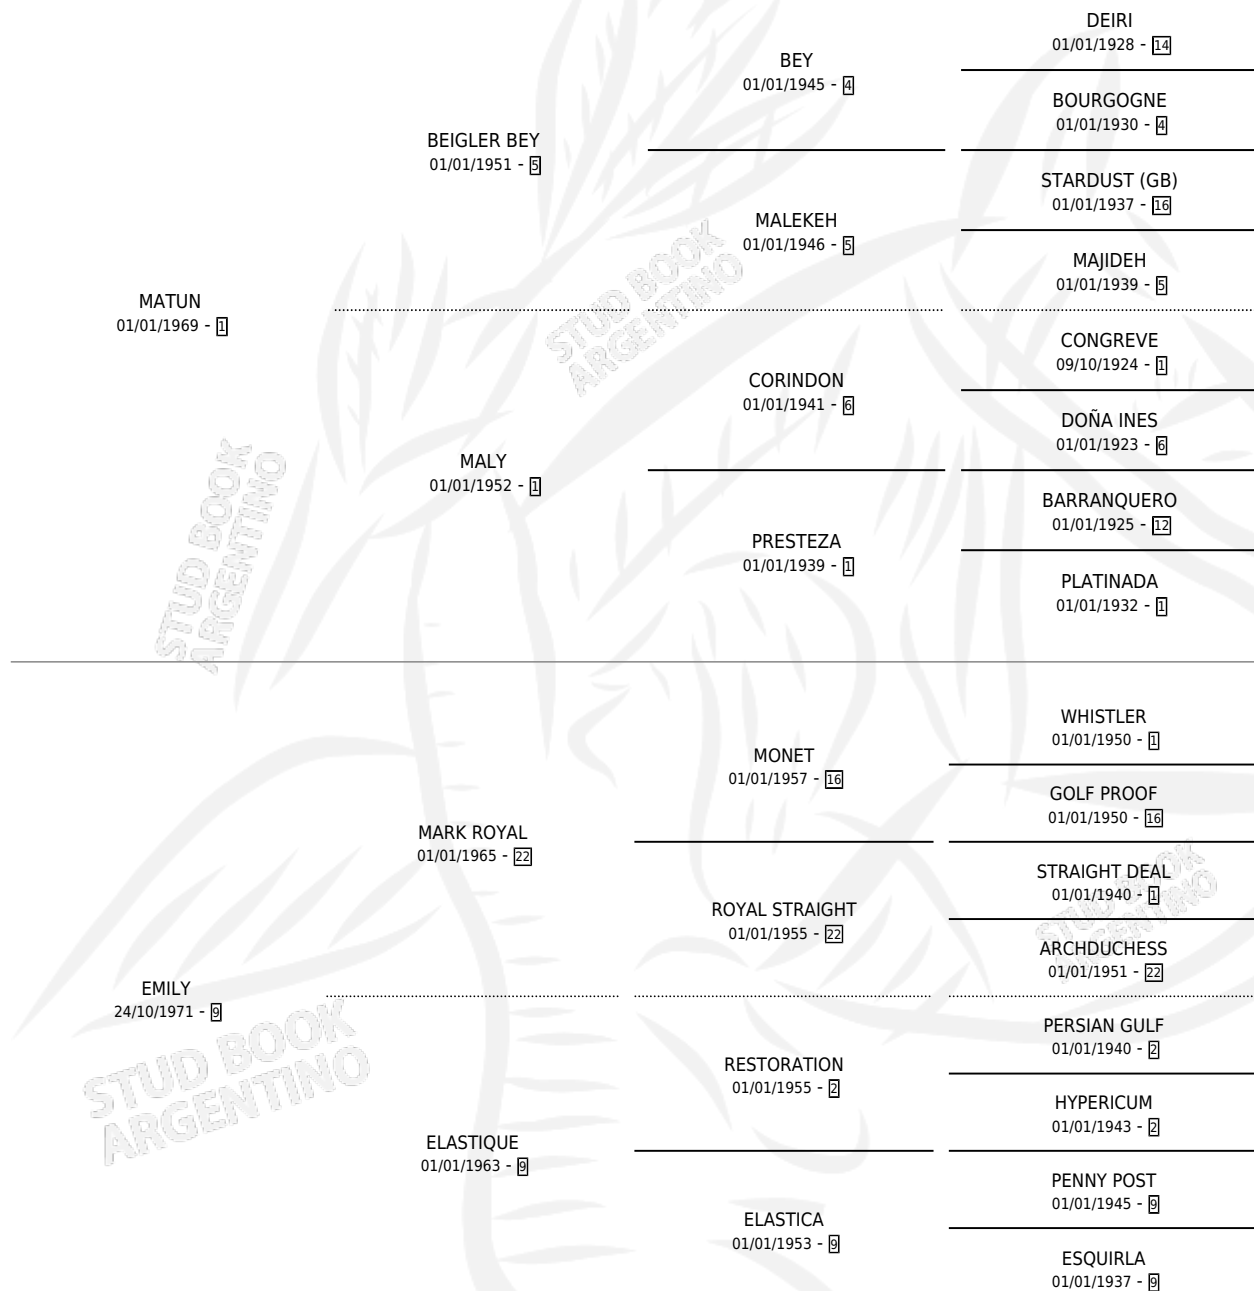 DEIRI
01/01/1928 - 14
BEY
01/01/1945 - 4
BOURGOGNE
01/01/1930 - 4
BEIGLER BEY
01/01/1951 - 5
STARDUST (GB)
01/01/1937 - 16
MALEKEH
01/01/1946 - 5
MAJIDEH
01/01/1939 - 5
MATUN
01/01/1969 - 1
CONGREVE
09/10/1924 - 1
CORINDON
01/01/1941 - 6
DOÑA INES
01/01/1923 - 6
MALY
01/01/1952 - 1
BARRANQUERO
01/01/1925 - 12
PRESTEZA
01/01/1939 - 1
PLATINADA
01/01/1932 - 1
WHISTLER
01/01/1950 - 1
MONET
01/01/1957 - 16
GOLF PROOF
01/01/1950 - 16
MARK ROYAL
01/01/1965 - 22
STRAIGHT DEAL
01/01/1940 - 1
ROYAL STRAIGHT
01/01/1955 - 22
ARCHDUCHESS
01/01/1951 - 22
EMILY
24/10/1971 - 9
PERSIAN GULF
01/01/1940 - 2
RESTORATION
01/01/1955 - 2
HYPERICUM
01/01/1943 - 2
ELASTIQUE
01/01/1963 - 9
PENNY POST
01/01/1945 - 9
ELASTICA
01/01/1953 - 9
ESQUIRLA
01/01/1937 - 9
STUD BOOK
ARGENTINO
STUD BOOK
ARGENTINO
STUD BOOK
ARGENTINO
STUD BOOK
ARGENTINO